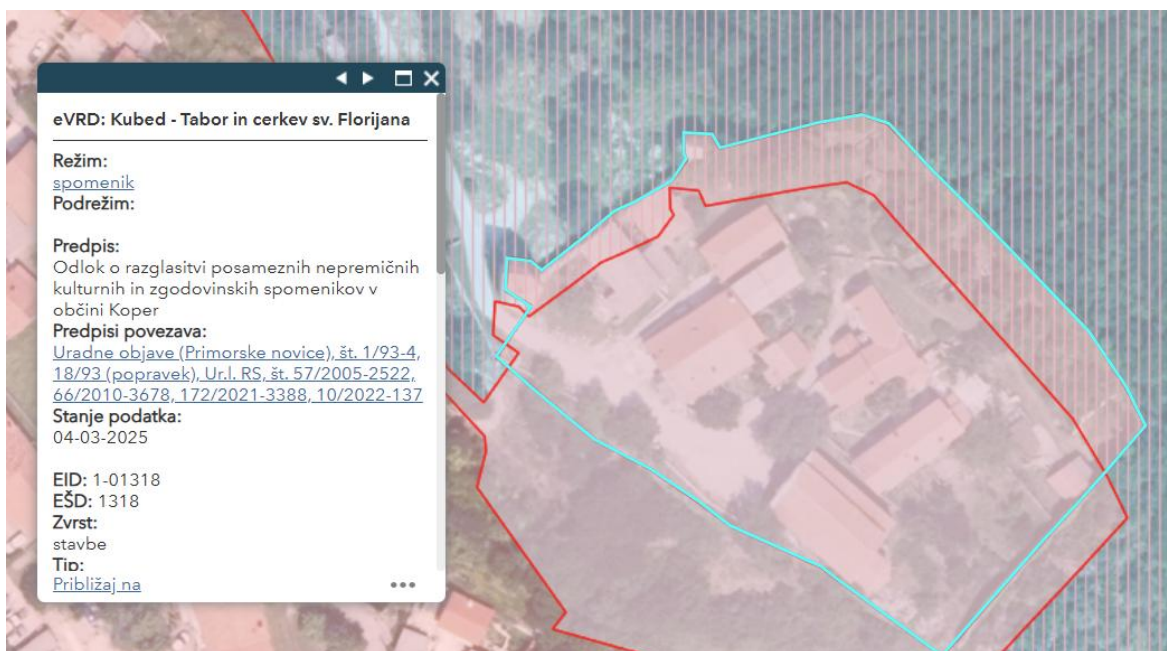 eVRD: Kubed - Tabor in cerkev sv. Florijana
Režim:
spomenik
Podrežim:
Predpis:
Odlok o razglasitvi posameznih nepremičnih
kulturnih in zgodovinskih spomenikov v
občini Koper
Predpisi povezava:
Uradne objave (Primorske novice), št. 1/93-4,
18/93 (popravek), Ur.l. RS, št. 57/2005-2522,
66/2010-3678, 172/2021-3388, 10/2022-137
Stanje podatka:
04-03-2025
EID: 1-01318
EŠD: 1318
Zvrst:
stavbe
Tip:
Približaj na